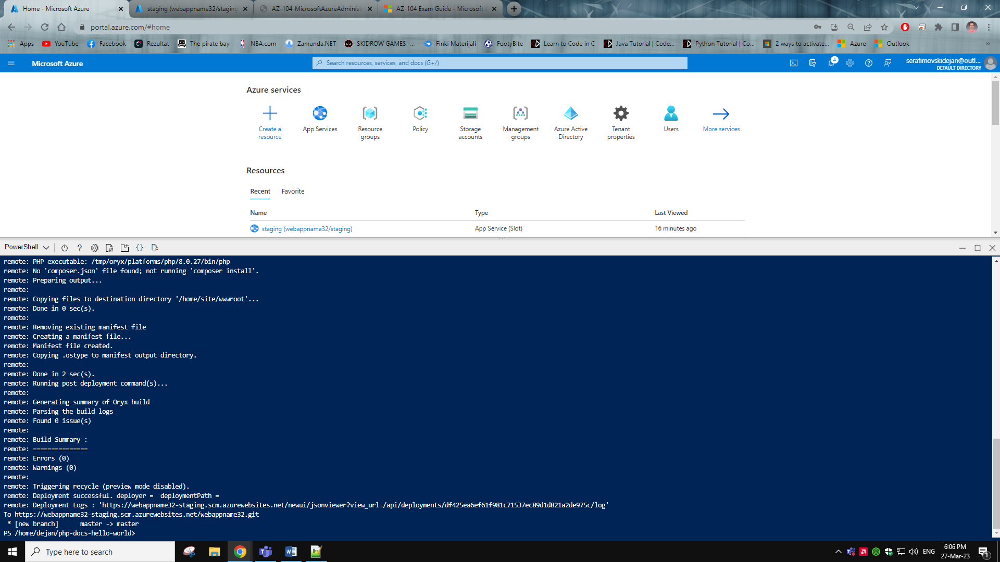 Home - Microsoft Azure
staging (webappname32/staging
AZ-104-MicrosoftAzureAdminist
AZ-104 Exam Guide - Microsoft A
portal.azure.com/#home
Apps
YouTube
Facebook
Rezultat
The pirate bay
NBA.com
Zamunda.NET
SKIDROW GAMES -...
Finki Materijali
FootyBite
Learn to Code in C
Java Tutorial | Code...
Python Tutorial | Co...
2 ways to activate...
Azure
Outlook
»
Microsoft Azure
Search resources, services, and docs (G+/)
4
serafimovskidejan@outl...
DEFAULT DIRECTORY
Azure services
Create a
resource
App Services
Resource
groups
Policy
Storage
accounts
Management
groups
Azure Active
Directory
Tenant
properties
Users
More services
Resources
Recent
Favorite
Name
Type
Last Viewed
staging (webappname32/staging)
App Service (Slot)
16 minutes ago
PowerShell
?
{}
remote: PHP executable: /tmp/oryx/platforms/php/8.0.27/bin/php
remote: No 'composer.json' file found; not running 'composer install'.
remote: Preparing output...
remote:
remote: Copying files to destination directory '/home/site/wwwroot'...
remote: Done in 0 sec(s).
remote:
remote: Removing existing manifest file
remote: Creating a manifest file...
remote: Manifest file created.
remote: Copying .ostype to manifest output directory.
remote:
remote: Done in 2 sec(s).
remote: Running post deployment command(s)...
remote:
remote: Generating summary of Oryx build
remote: Parsing the build logs
remote: Found 0 issue(s)
remote:
remote: Build Summary :
remote: ===============
remote: Errors (0)
remote: Warnings (0)
remote:
remote: Triggering recycle (preview mode disabled).
remote: Deployment successful. deployer =  deploymentPath =
remote: Deployment Logs : 'https://webappname32-staging.scm.azurewebsites.net/newui/jsonviewer?view_url=/api/deployments/df425ea6ef61f981c71537ec89d1d821a2de975c/log'
To https://webappname32-staging.scm.azurewebsites.net/webappname32.git
 * [new branch]      master -> master
PS /home/dejan/php-docs-hello-world>
Type here to search
ENG
6:06 PM
27-Mar-23
1